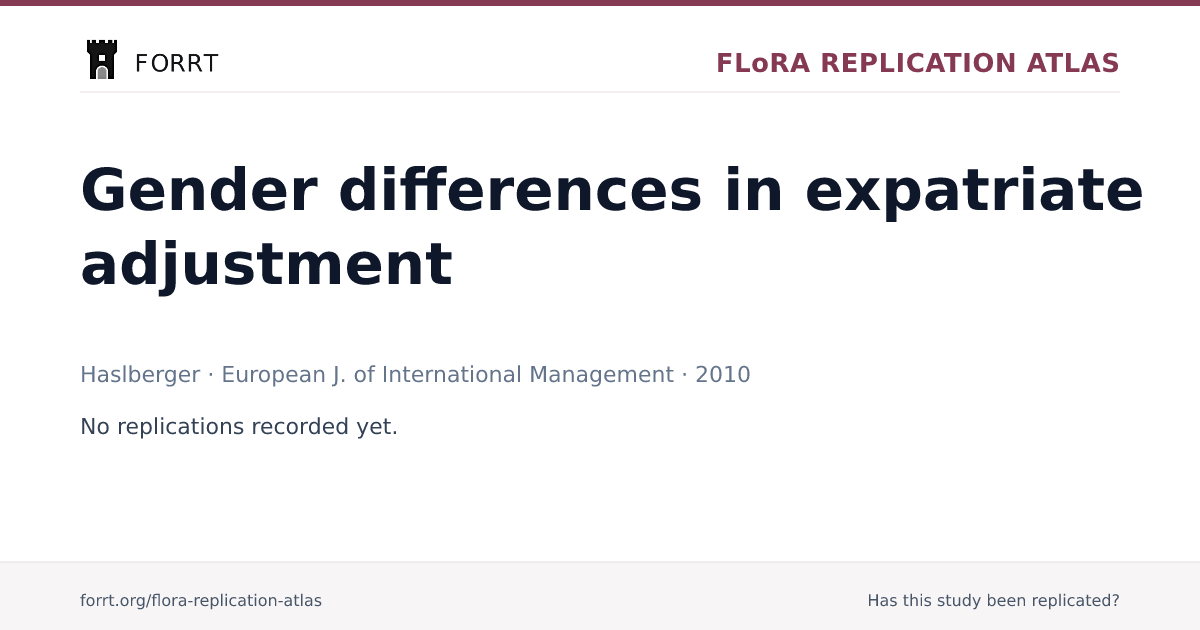 FORRT
FLoRA REPLICATION ATLAS
Gender differences in expatriate
adjustment
Haslberger · European J. of International Management · 2010
No replications recorded yet.
forrt.org/flora-replication-atlas
Has this study been replicated?